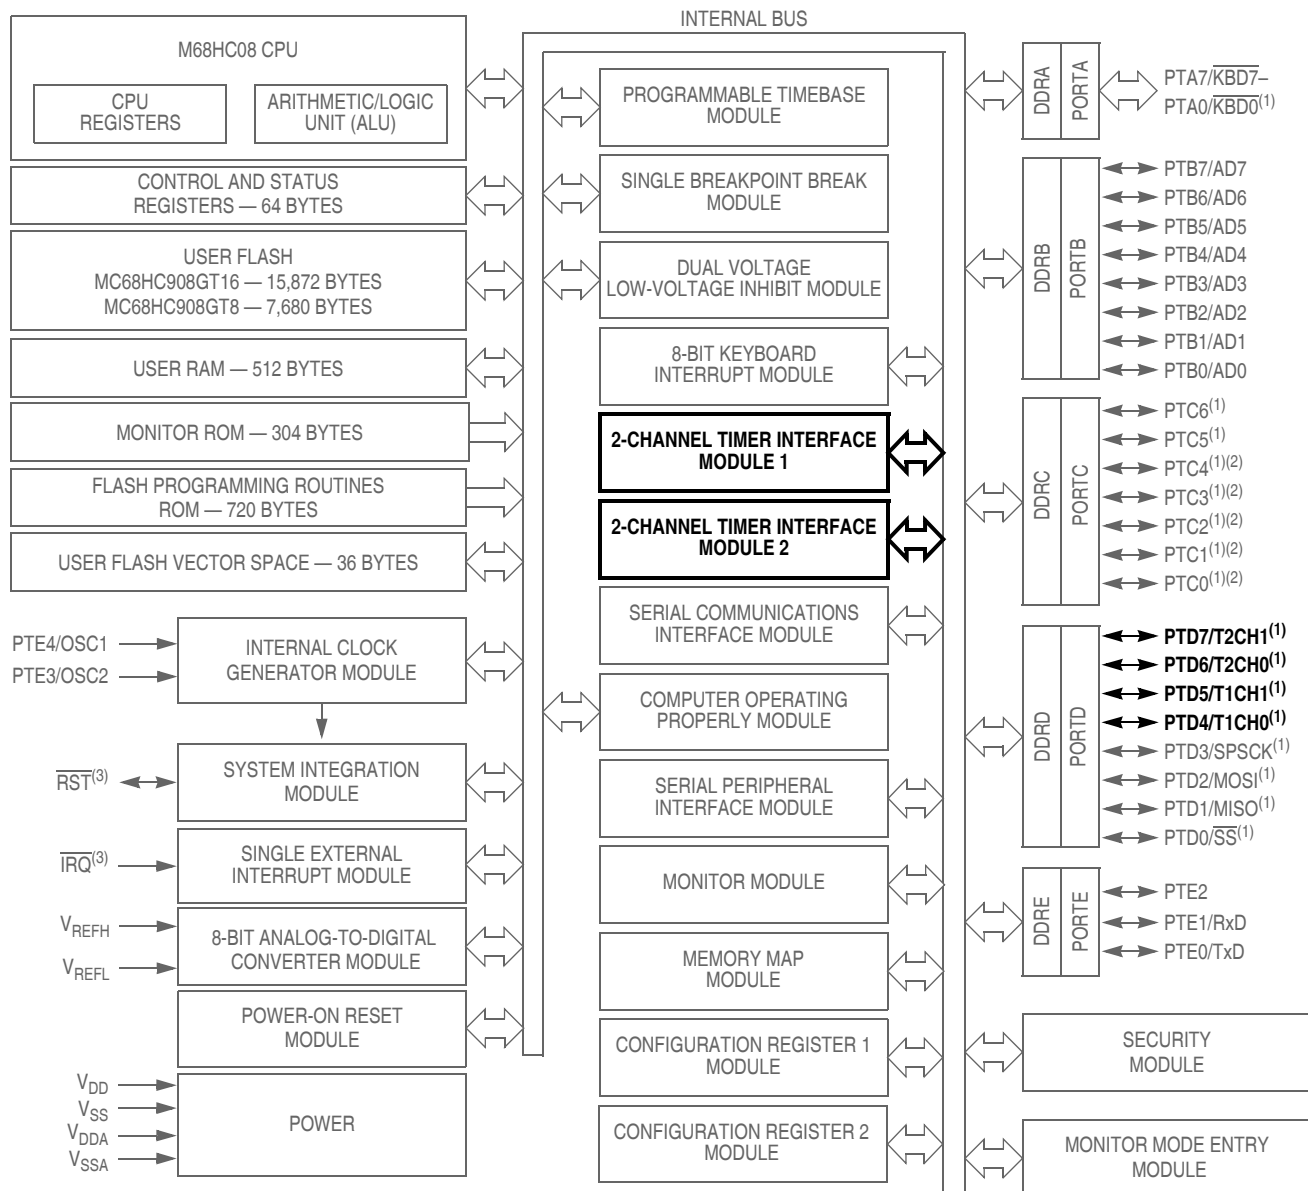 INTERNAL BUS
M68HC08 CPU
CPU
REGISTERS
ARITHMETIC/LOGIC
UNIT (ALU)
CONTROL AND STATUS
REGISTERS — 64 BYTES
USER FLASH
MC68HC908GT16 — 15,872 BYTES
MC68HC908GT8 — 7,680 BYTES
USER RAM — 512 BYTES
MONITOR ROM — 304 BYTES
FLASH PROGRAMMING ROUTINES
ROM — 720 BYTES
USER FLASH VECTOR SPACE — 36 BYTES
PTE4/OSC1
PTE3/OSC2
INTERNAL CLOCK
GENERATOR MODULE
RST(3)
SYSTEM INTEGRATION
MODULE
IRQ(3)
SINGLE EXTERNAL
INTERRUPT MODULE
VREFH
VREFL
8-BIT ANALOG-TO-DIGITAL
CONVERTER MODULE
POWER-ON RESET
MODULE
VDD
VSS
VDDA
VSSA
POWER
PROGRAMMABLE TIMEBASE
MODULE
SINGLE BREAKPOINT BREAK
MODULE
DUAL VOLTAGE
LOW-VOLTAGE INHIBIT MODULE
8-BIT KEYBOARD
INTERRUPT MODULE
2-CHANNEL TIMER INTERFACE
MODULE 1
2-CHANNEL TIMER INTERFACE
MODULE 2
SERIAL COMMUNICATIONS
INTERFACE MODULE
COMPUTER OPERATING
PROPERLY MODULE
SERIAL PERIPHERAL
INTERFACE MODULE
MONITOR MODULE
MEMORY MAP
MODULE
CONFIGURATION REGISTER 1
MODULE
CONFIGURATION REGISTER 2
MODULE
DDRA
PORTA
PTA7/KBD7–
PTA0/KBD0(1)
DDRB
PORTB
PTB7/AD7
PTB6/AD6
PTB5/AD5
PTB4/AD4
PTB3/AD3
PTB2/AD2
PTB1/AD1
PTB0/AD0
DDRC
PORTC
PTC6(1)
PTC5(1)
PTC4(1)(2)
PTC3(1)(2)
PTC2(1)(2)
PTC1(1)(2)
PTC0(1)(2)
DDRD
PORTD
PTD7/T2CH1(1)
PTD6/T2CH0(1)
PTD5/T1CH1(1)
PTD4/T1CH0(1)
PTD3/SPSCK(1)
PTD2/MOSI(1)
PTD1/MISO(1)
PTD0/SS(1)
DDRE
PORTE
PTE2
PTE1/RxD
PTE0/TxD
SECURITY
MODULE
MONITOR MODE ENTRY
MODULE